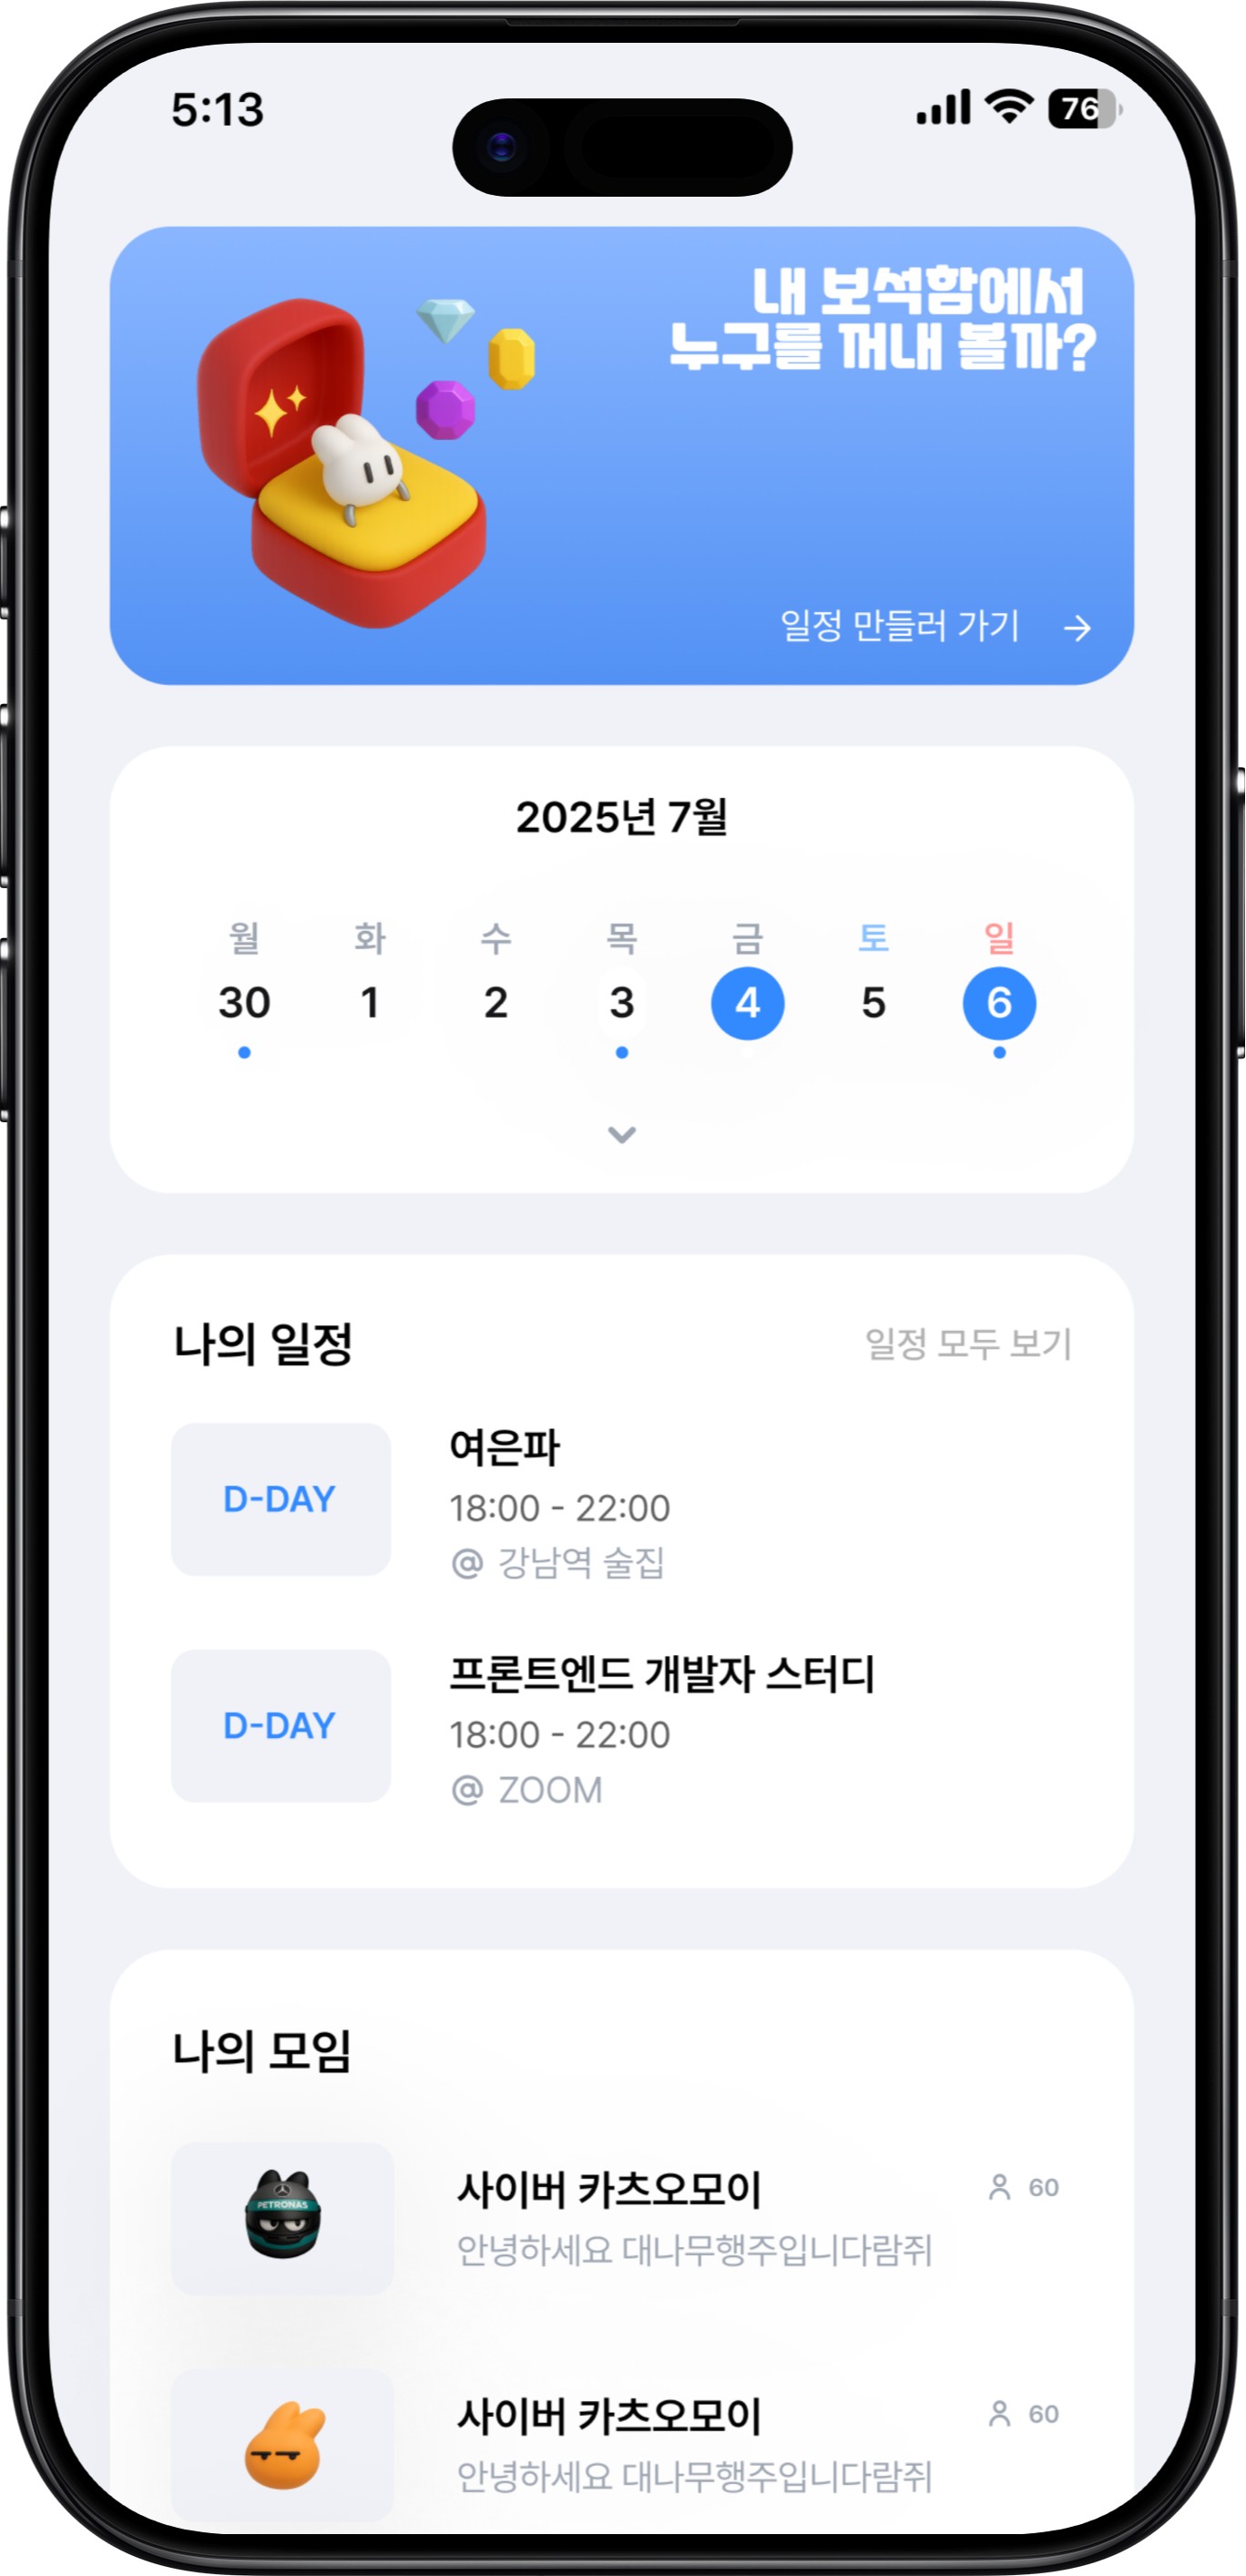 5:13
76
내 보석함에서
누구를 꺼내 볼까?
일정 만들러 가기 →
2025년 7월
월 화 수 목 금 토 일
30 1 2 3 4 5 6
나의 일정
일정 모두 보기
D-DAY
여은파
18:00 - 22:00
@ 강남역 술집
D-DAY
프론트엔드 개발자 스터디
18:00 - 22:00
@ ZOOM
나의 모임
PETRONAS
사이버 카츠오모이
60
안녕하세요 대나무행주입니다람쥐
사이버 카츠오모이
60
안녕하세요 대나무행주입니다람쥐